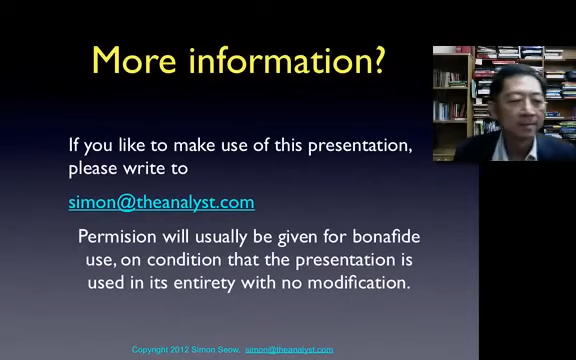 More information?
If you like to make use of this presentation,
please write to
simon@theanalyst.com
Permision will usually be given for bonafide
use, on condition that the presentation is
used in its entirety with no modification.
Copyright 2012 Simon Seow, simon@theanalyst.com